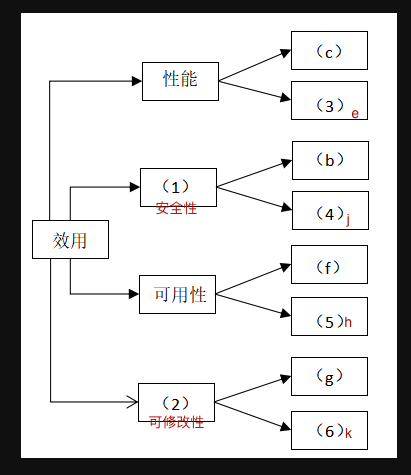 （c）
性能
（3）e
（b）
（1）
安全性
（4）j
效用
（f）
可用性
（5）h
（g）
（2）
可修改性
（6）k